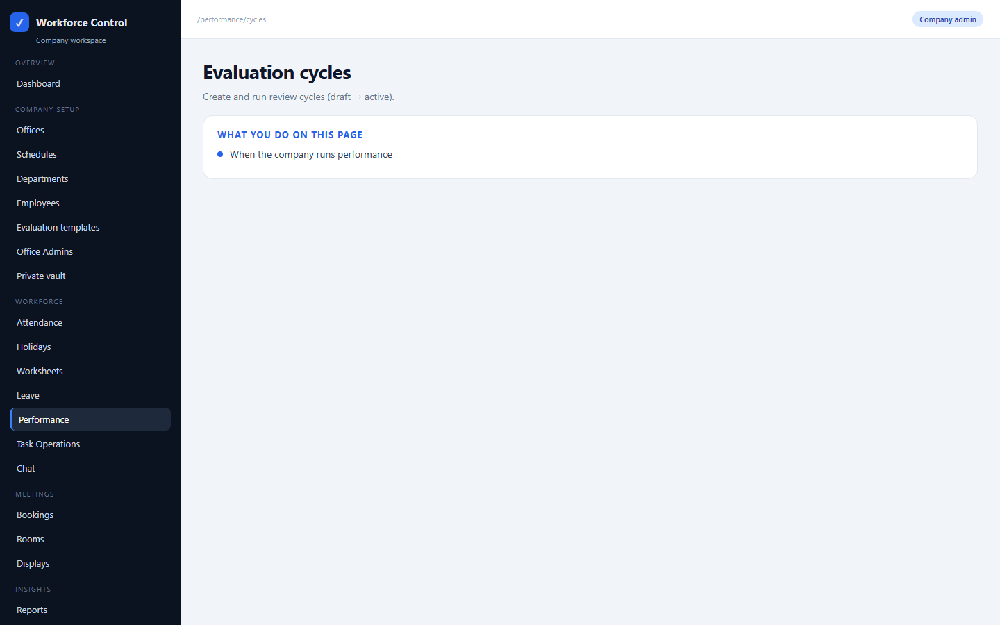 Workforce Control
Company workspace
OVERVIEW
Dashboard
COMPANY SETUP
Offices
Schedules
Departments
Employees
Evaluation templates
Office Admins
Private vault
WORKFORCE
Attendance
Holidays
Worksheets
Leave
Performance
Task Operations
Chat
MEETINGS
Bookings
Rooms
Displays
INSIGHTS
Reports
/performance/cycles
Company admin
Evaluation cycles
Create and run review cycles (draft → active).
WHAT YOU DO ON THIS PAGE
When the company runs performance